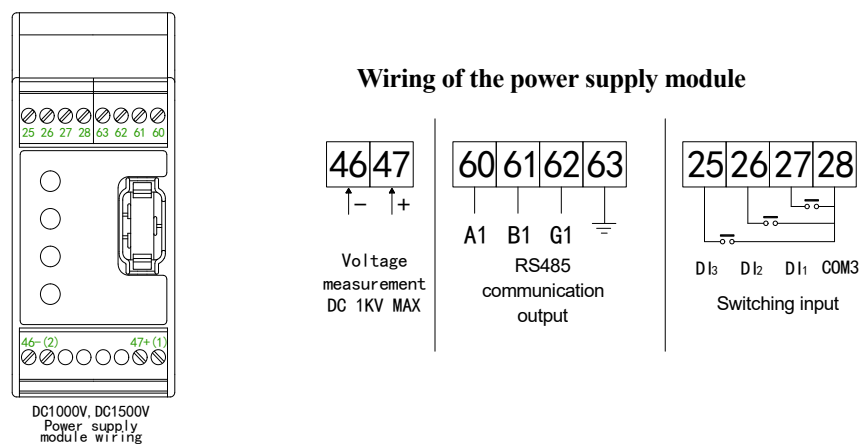 25 26 27 28 63 62 61 60
46-(2) 47+(1)
DC1000V, DC1500V
Power supply
module wiring
Wiring of the power supply module
46 47
- +
Voltage
measurement
DC 1KV MAX
60 61 62 63
A1 B1 G1
RS485
communication
output
25 26 27 28
DI3 DI2 DI1 COM3
Switching input